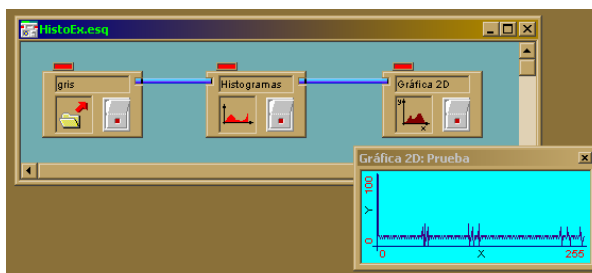 HistoEx.esq
gris
Histogramas
Gráfica 2D
y
x
Gráfica 2D: Prueba
100
Y
0
0
X
255